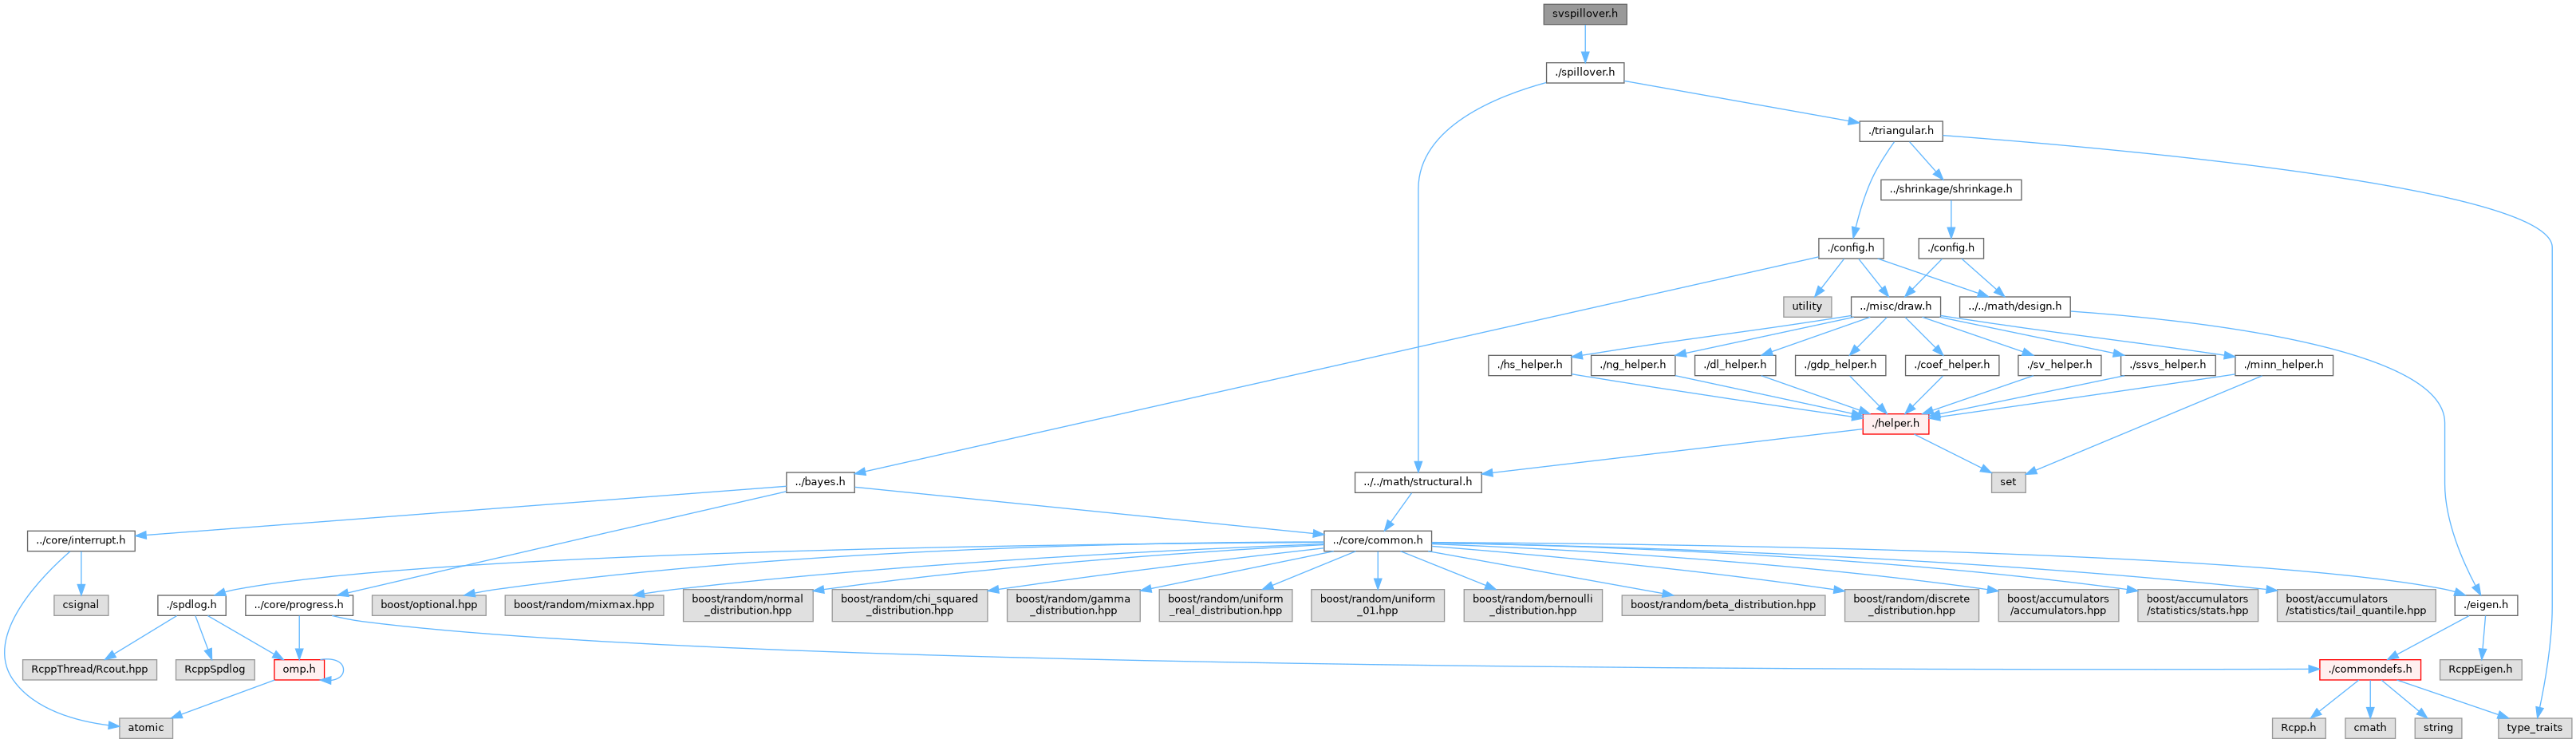 svspillover.h
./spillover.h
./triangular.h
../shrinkage/shrinkage.h
./config.h
./config.h
utility
../misc/draw.h
../../math/design.h
./hs_helper.h
./ng_helper.h
./dl_helper.h
./gdp_helper.h
./coef_helper.h
./sv_helper.h
./ssvs_helper.h
./minn_helper.h
./helper.h
../bayes.h
../../math/structural.h
set
../core/interrupt.h
../core/common.h
csignal
./spdlog.h
../core/progress.h
boost/optional.hpp
boost/random/mixmax.hpp
boost/random/normal
_distribution.hpp
boost/random/chi_squared
_distribution.hpp
boost/random/gamma
_distribution.hpp
boost/random/uniform
_real_distribution.hpp
boost/random/uniform
_01.hpp
boost/random/bernoulli
_distribution.hpp
boost/random/beta_distribution.hpp
boost/random/discrete
_distribution.hpp
boost/accumulators
/accumulators.hpp
boost/accumulators
/statistics/stats.hpp
boost/accumulators
/statistics/tail_quantile.hpp
./eigen.h
RcppThread/Rcout.hpp
RcppSpdlog
omp.h
./commondefs.h
RcppEigen.h
atomic
Rcpp.h
cmath
string
type_traits